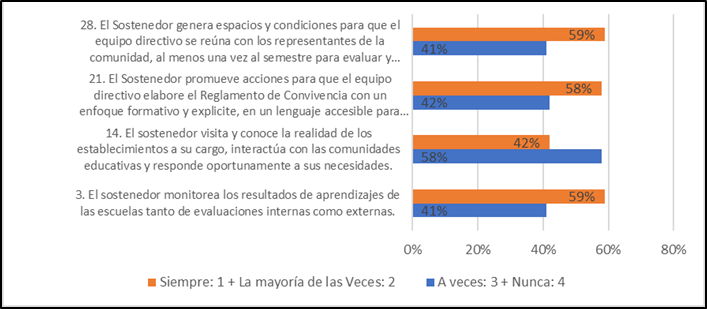 28. El Sostenedor genera espacios y condiciones para que el
equipo directivo se reúna con los representantes de la
comunidad, al menos una vez al semestre para evaluar y…
59%
41%
21. El Sostenedor promueve acciones para que el equipo
directivo elabore el Reglamento de Convivencia con un
enfoque formativo y explicite, en un lenguaje accesible para…
58%
42%
14. El sostenedor visita y conoce la realidad de los
establecimientos a su cargo, interactúa con las comunidades
educativas y responde oportunamente a sus necesidades.
42%
58%
3. El sostenedor monitorea los resultados de aprendizajes de
las escuelas tanto de evaluaciones internas como externas.
59%
41%
0% 20% 40% 60% 80%
Siempre: 1 + La mayoría de las Veces: 2 A veces: 3 + Nunca: 4